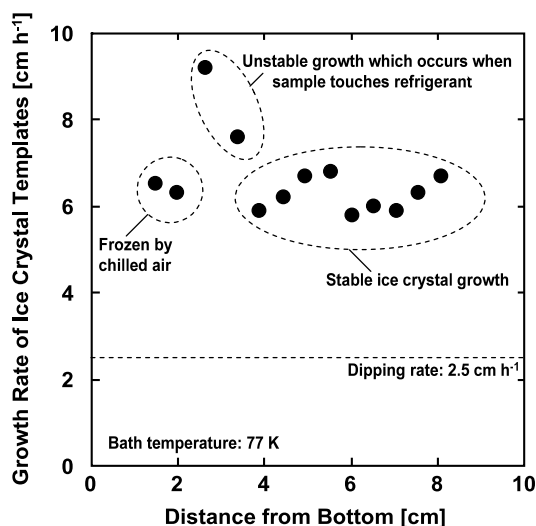 Growth Rate of Ice Crystal Templates [cm h-1]
10
8
6
4
2
0
Unstable growth which occurs when
sample touches refrigerant
Frozen by
chilled air
Stable ice crystal growth
Dipping rate: 2.5 cm h-1
Bath temperature: 77 K
0 2 4 6 8 10
Distance from Bottom [cm]